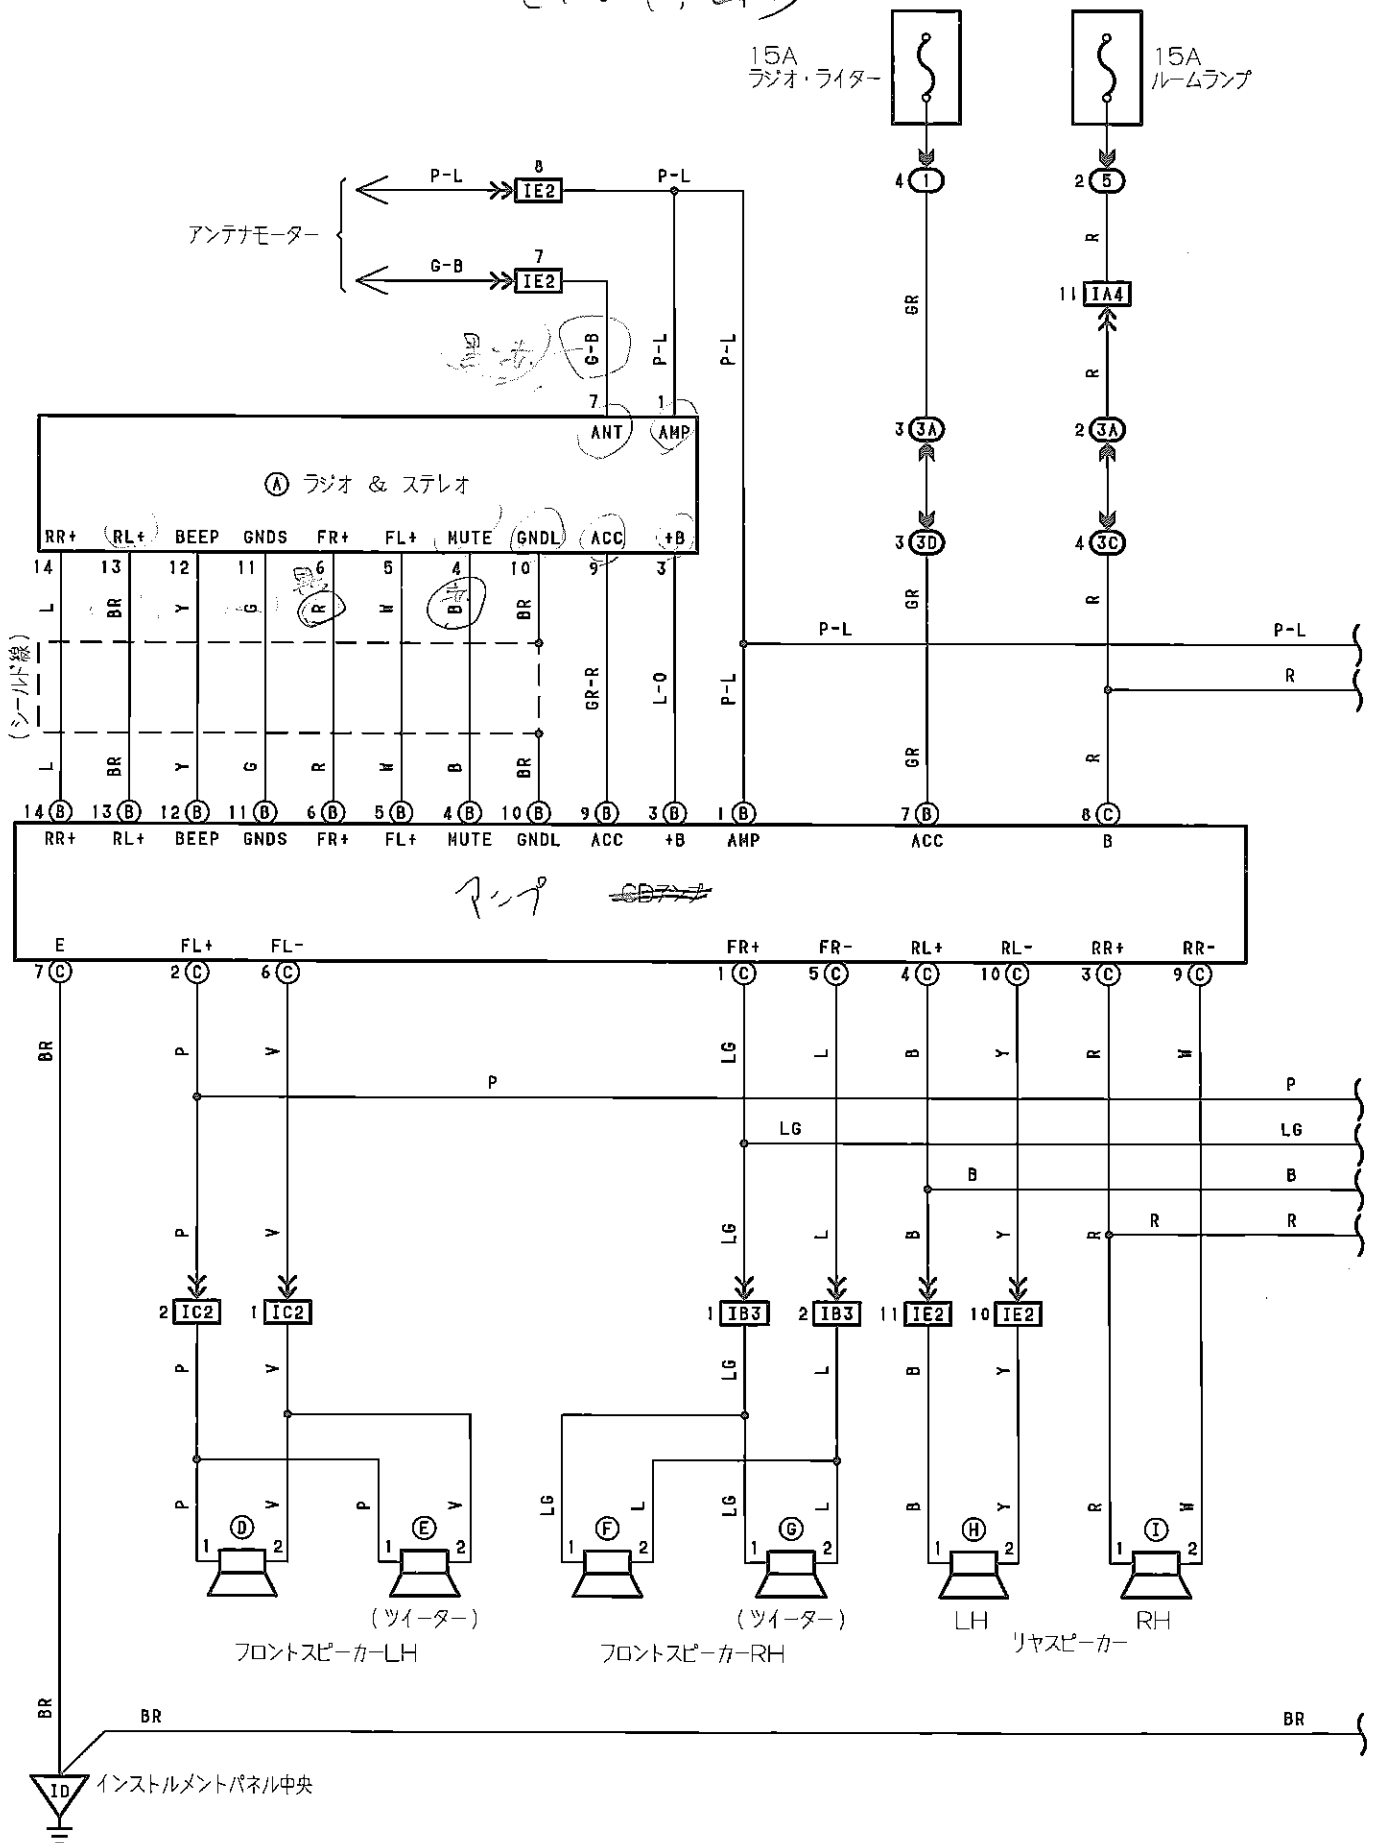 15A
ラジオ・ライター
15A
ルームランプ
8
P-L IE2 P-L
4 1
2 5
アンテナモーター
R
7
G-B IE2
11 IA4
GR
G-B P-L P-L
R
7 1
ANT AMP
3 3A
2 3A
A ラジオ & ステレオ
RR+ RL+ BEEP GNDS FR+ FL+ MUTE GNDL ACC +B
3 3D
4 3C
14 13 12 11 6 5 4 10 9 3
黒
赤
L BR Y G R W B BR
GR R
P-L P-L
(シールド線)
R
GR-R L-O P-L
L BR Y G R W B BR
GR R
14 B 13 B 12 B 11 B 6 B 5 B 4 B 10 B 9 B 3 B 1 B 7 B 8 C
RR+ RL+ BEEP GNDS FR+ FL+ MUTE GNDL ACC +B AMP ACC B
アンプ CDアンプ
E FL+ FL- FR+ FR- RL+ RL- RR+ RR-
7 C 2 C 6 C 1 C 5 C 4 C 10 C 3 C 9 C
BR P V LG L B Y R W
P P
LG LG
B B
R R
P V LG L B Y R
2 IC2 1 IC2 1 IB3 2 IB3 11 IE2 10 IE2
P V LG L B Y
P V P V LG L LG L B Y R W
D E F G H I
1 2 1 2 1 2 1 2 1 2 1 2
(ツイーター) (ツイーター) LH RH
フロントスピーカーLH フロントスピーカーRH リヤスピーカー
BR BR BR
ID インストルメントパネル中央